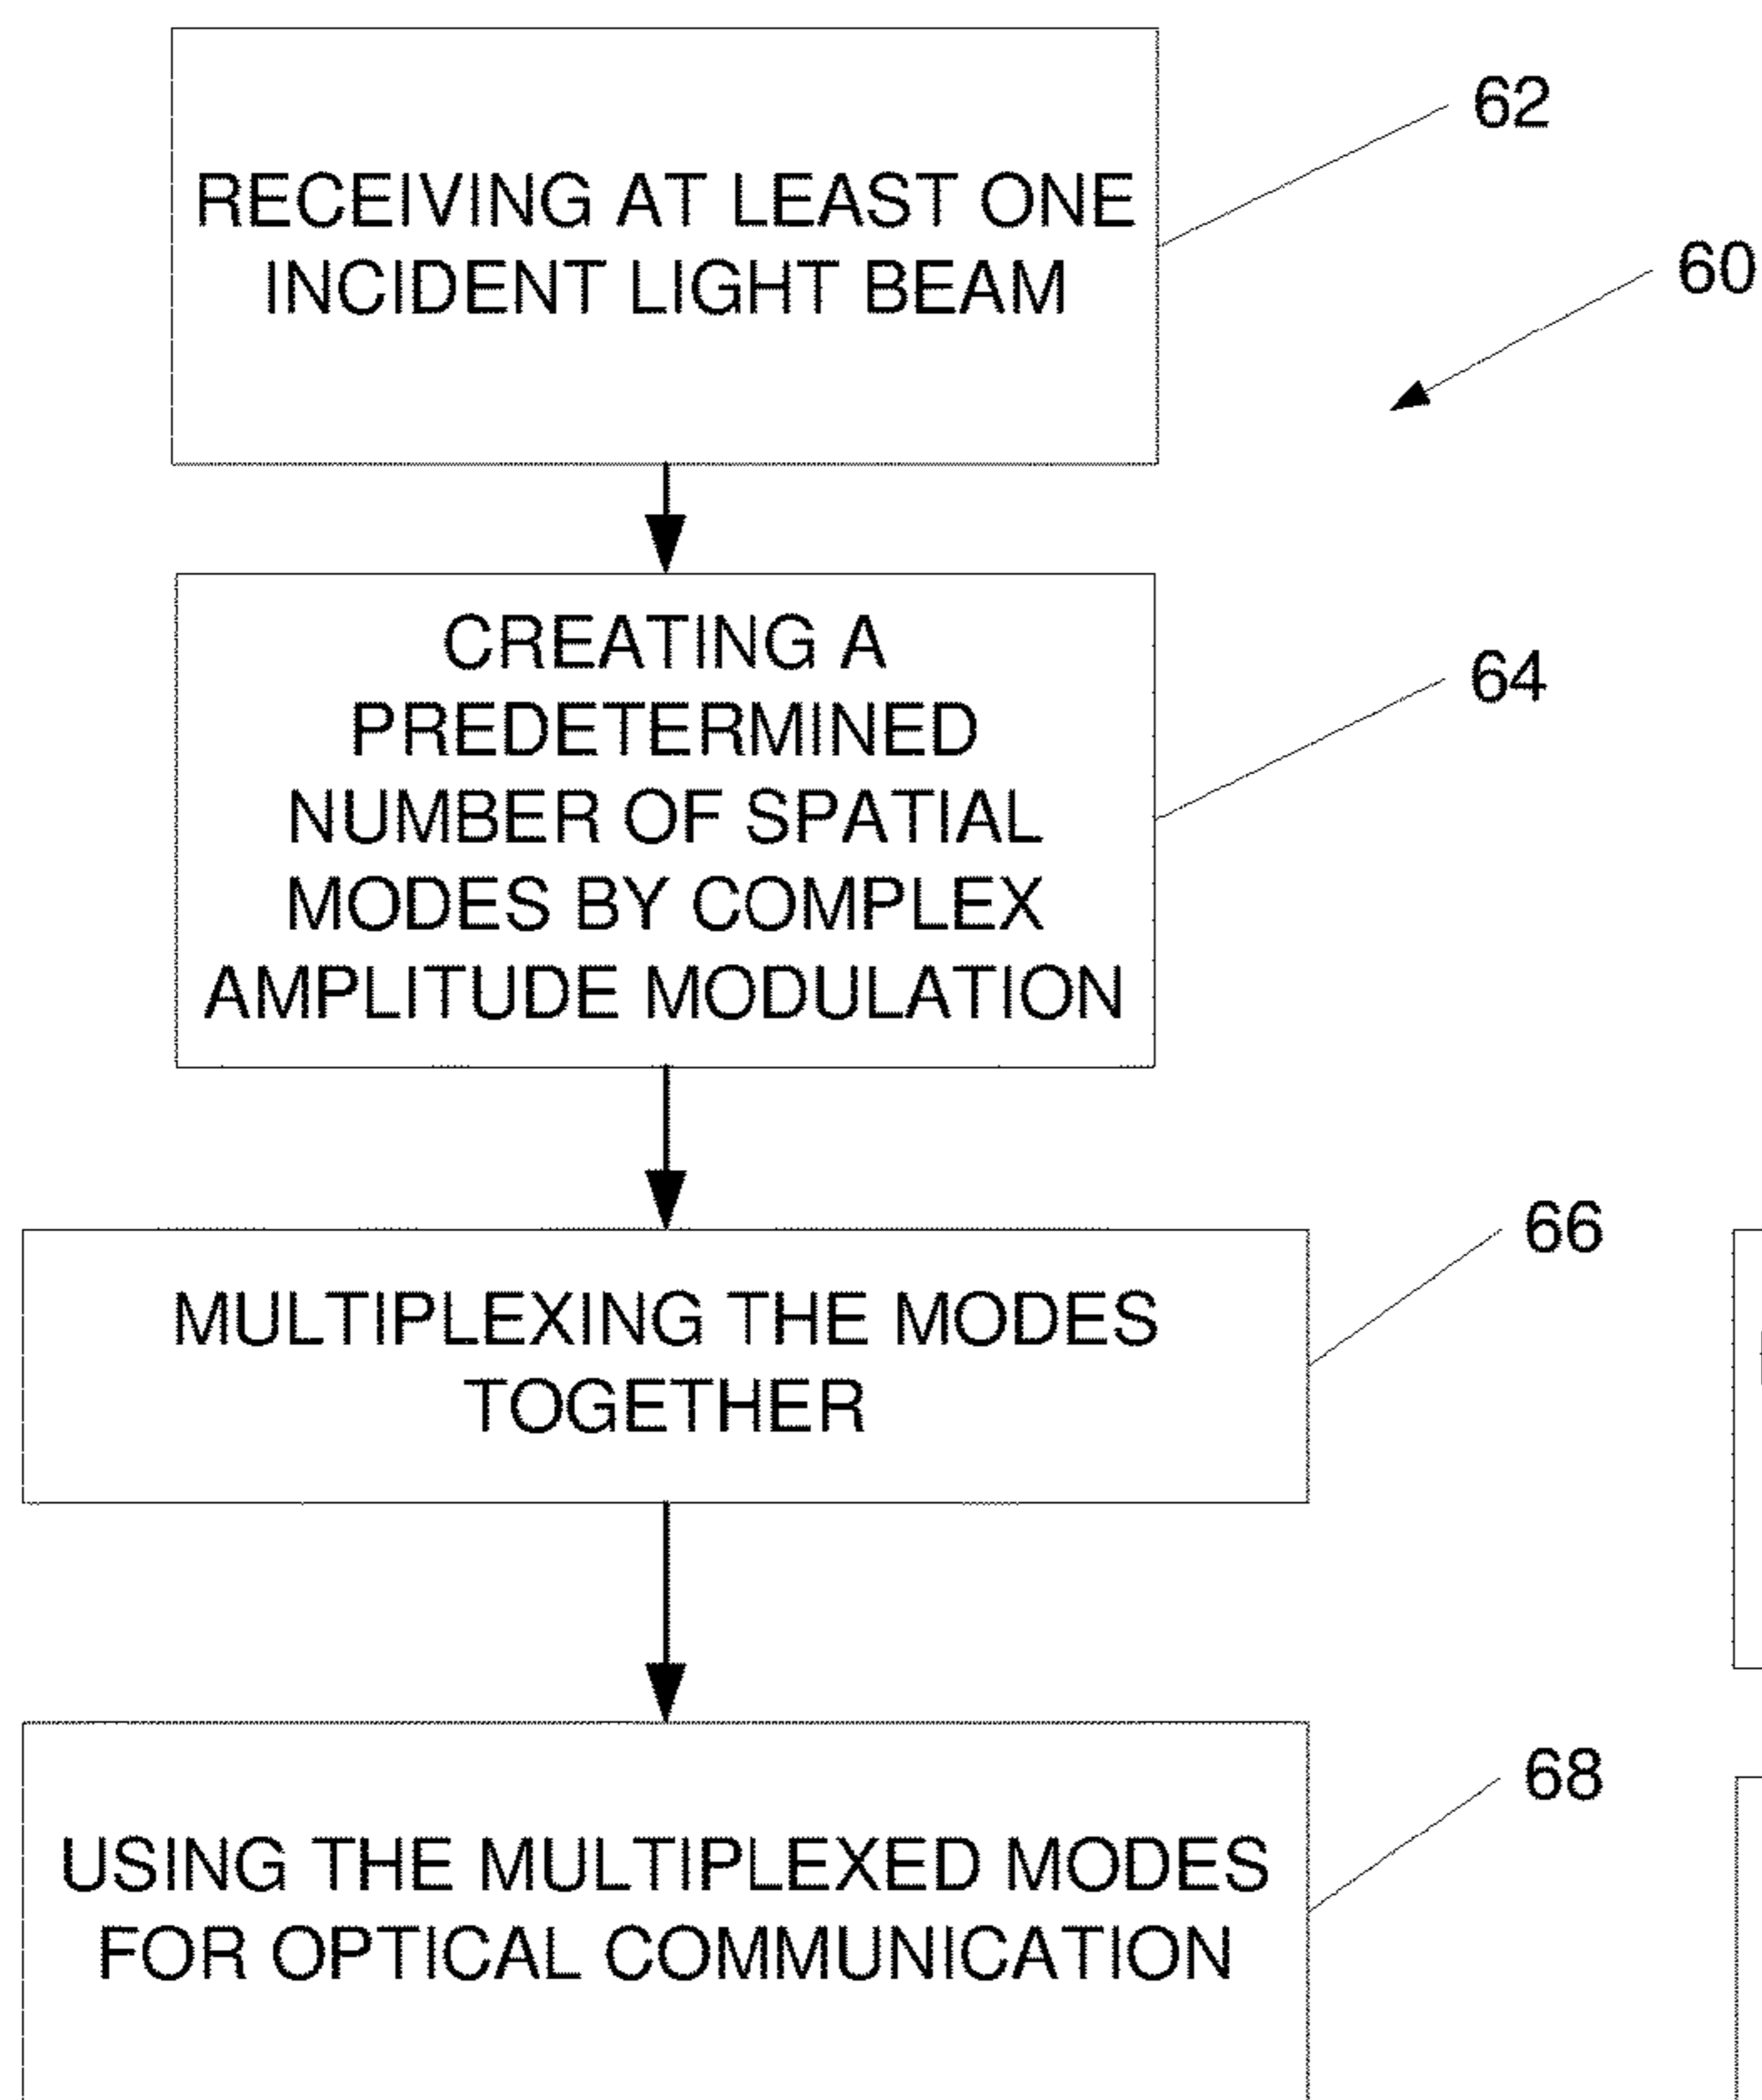 RECEIVING AT LEAST ONE
INCIDENT LIGHT BEAM
62
60
CREATING A
PREDETERMINED
NUMBER OF SPATIAL
MODES BY COMPLEX
AMPLITUDE MODULATION
64
MULTIPLEXING THE MODES
TOGETHER
66
USING THE MULTIPLEXED MODES
FOR OPTICAL COMMUNICATION
68